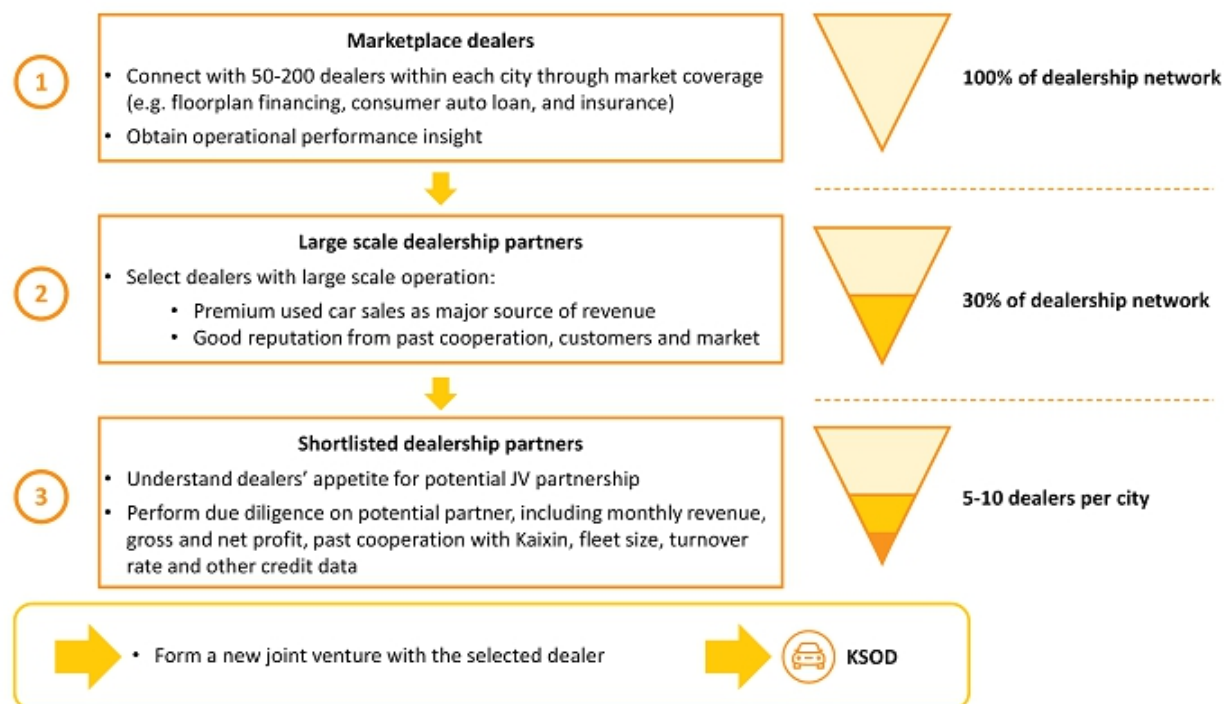 1
Marketplace dealers
• Connect with 50-200 dealers within each city through market coverage
(e.g. floorplan financing, consumer auto loan, and insurance)
• Obtain operational performance insight
100% of dealership network
2
Large scale dealership partners
• Select dealers with large scale operation:
• Premium used car sales as major source of revenue
• Good reputation from past cooperation, customers and market
30% of dealership network
3
Shortlisted dealership partners
• Understand dealers’ appetite for potential JV partnership
• Perform due diligence on potential partner, including monthly revenue,
gross and net profit, past cooperation with Kaixin, fleet size, turnover
rate and other credit data
5-10 dealers per city
• Form a new joint venture with the selected dealer
KSOD